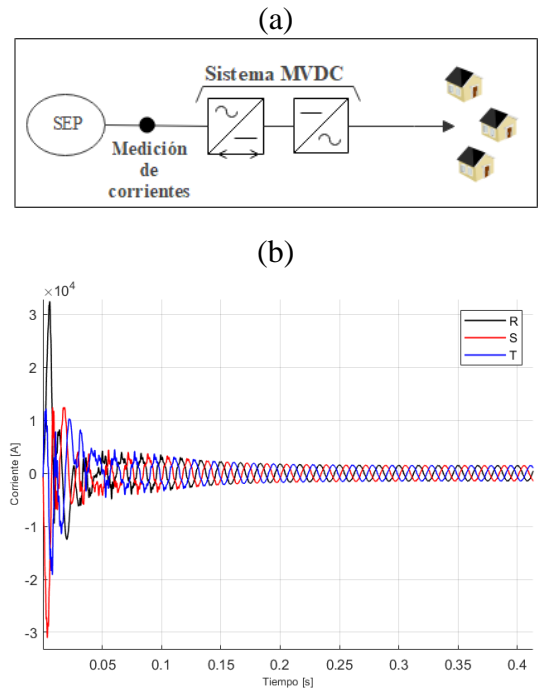 (a)
Sistema MVDC
SEP
Medición
de
corrientes
(b)
×10⁴
R
S
T
3
2
1
0
-1
-2
-3
Corriente [A]
0.05 0.1 0.15 0.2 0.25 0.3 0.35 0.4
Tiempo [s]